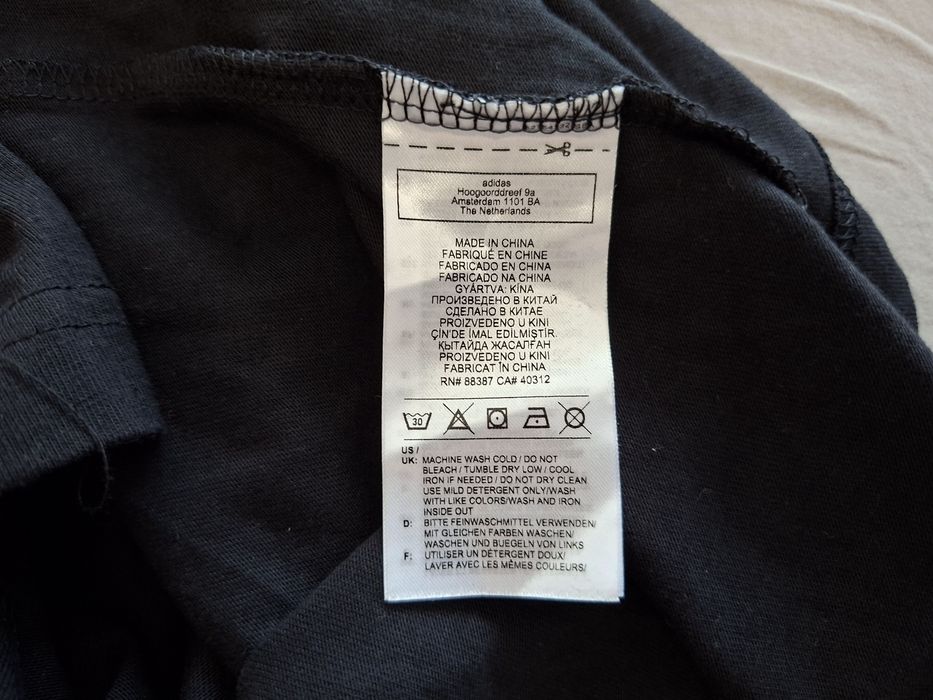 adidas
Hoogoorddreef 9a
Amsterdam 1101 BA
The Netherlands
MADE IN CHINA
FABRIQUÉ EN CHINE
FABRICADO EN CHINA
FABRICADO NA CHINA
GYÁRTVA: KÍNA
ПРОИЗВЕДЕНО В КИТАЙ
СДЕЛАНО В КИТАЕ
PROIZVEDENO U KINI
ÇİN'DE İMAL EDİLMİŞTİR.
ҚЫТАЙДА ЖАСАЛҒАН
PROIZVEDENO U KINI
FABRICAT ÎN CHINA
RN# 88387 CA# 40312
30
US /
UK: MACHINE WASH COLD / DO NOT
BLEACH / TUMBLE DRY LOW / COOL
IRON IF NEEDED / DO NOT DRY CLEAN
USE MILD DETERGENT ONLY/WASH
WITH LIKE COLORS/WASH AND IRON
INSIDE OUT
D: BITTE FEINWASCHMITTEL VERWENDEN/
MIT GLEICHEN FARBEN WASCHEN/
WASCHEN UND BUEGELN VON LINKS
F: UTILISER UN DÉTERGENT DOUX/
LAVER AVEC LES MÊMES COULEURS/